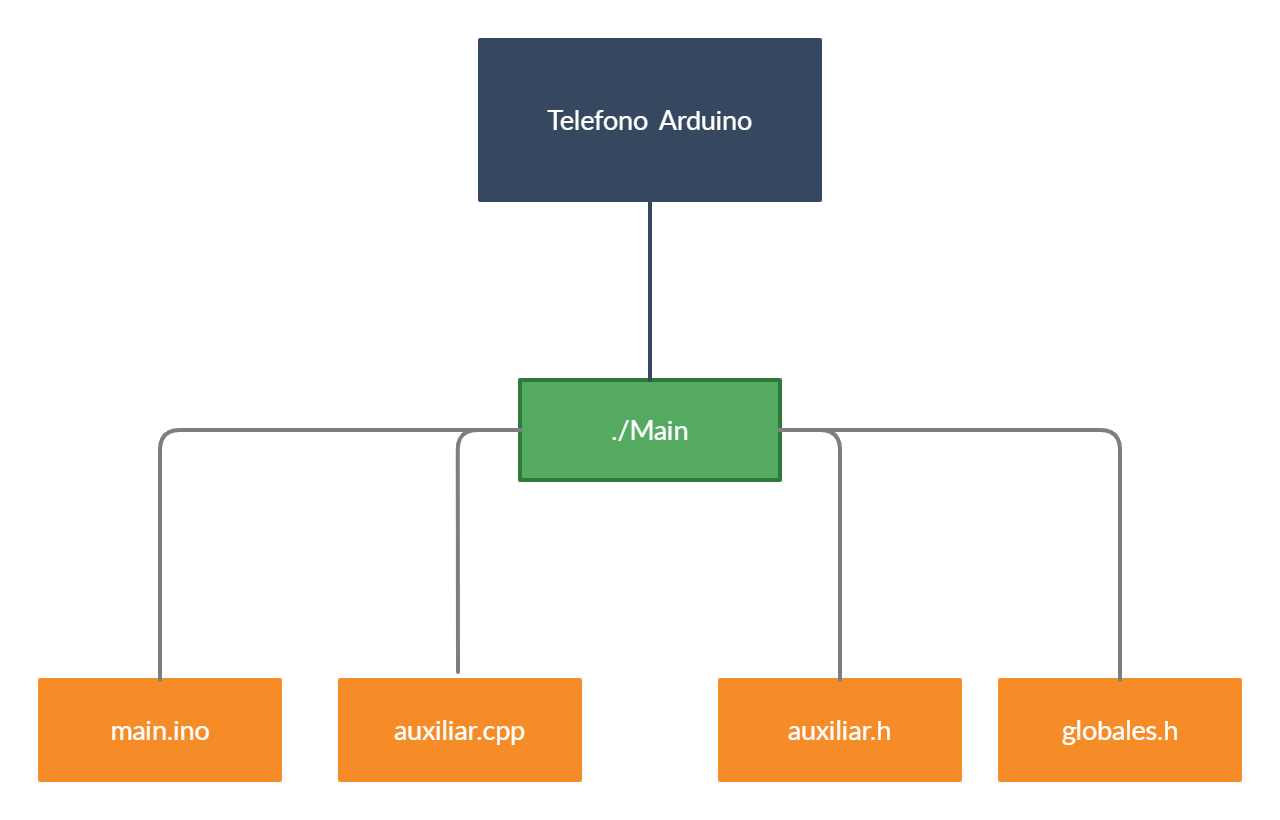 Telefono Arduino
./Main
main.ino
auxiliar.cpp
auxiliar.h
globales.h